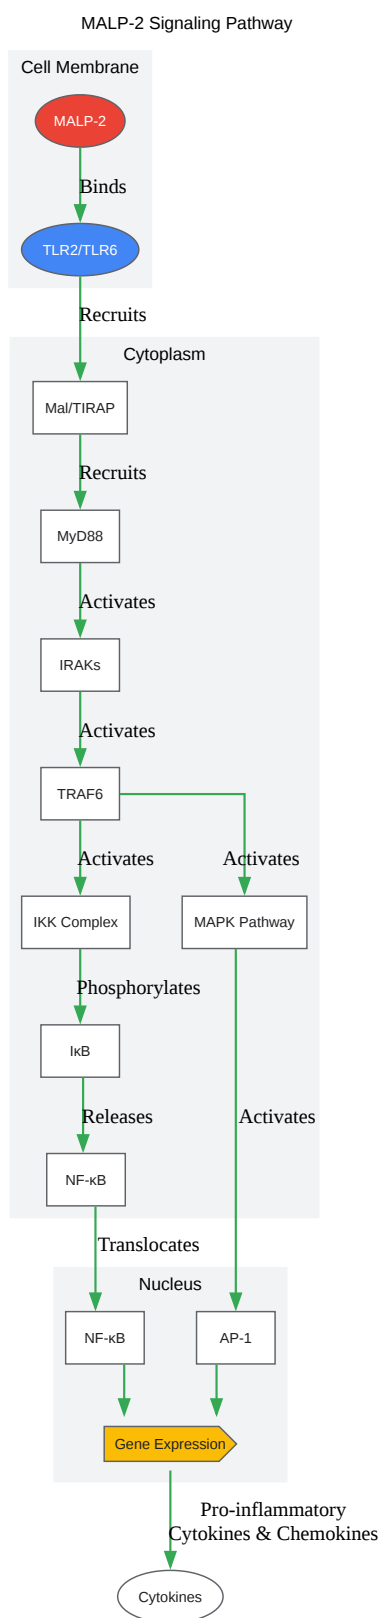 MALP-2 Signaling Pathway
Cell Membrane
MALP-2
Binds
TLR2/TLR6
Recruits
Cytoplasm
Mal/TIRAP
Recruits
MyD88
Activates
IRAKs
Activates
TRAF6
Activates
Activates
IKK Complex
MAPK Pathway
Phosphorylates
IκB
Releases
Activates
NF-κB
Translocates
Nucleus
NF-κB
AP-1
Gene Expression
Pro-inflammatory
Cytokines & Chemokines
Cytokines